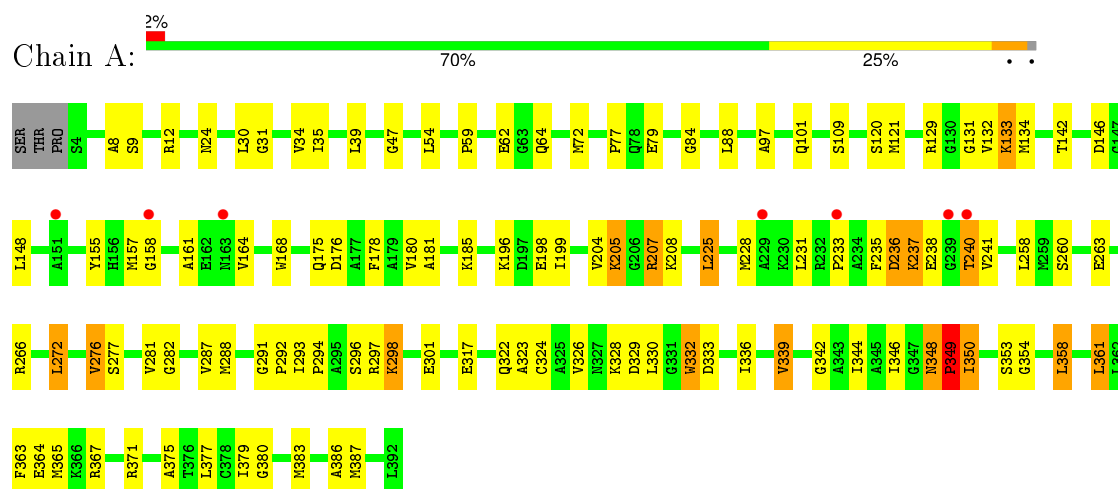 2%
Chain A:
70% 25% • •
SER THR PRO S4 A8 S9 R12 N24 L30 G31 V34 I35 L39 G47 L54 P59 E62 G63 Q64 M72 P77 Q78 E79 G84 L88 A97 Q101 S109 S120 M121 R129 G130 G131 V132 K133 M134 T142 D146 G147
L148 A151 Y155 H156 M157 G158 A161 E162 N163 V164 W168 Q175 D176 A177 F178 A179 V180 A181 K185 K196 D197 E198 I199 V204 K205 G206 R207 K208 L225 M228 A229 K230 L231 R232 P233 A234 F235 D236 K237 E238 G239 T240 V241 L258 M259 S260 E263
R266 L272 V276 S277 V281 G282 V287 M288 G291 P292 I293 P294 A295 S296 R297 K298 E301 E317 Q322 A323 C324 A325 V326 N327 K328 D329 L330 G331 W332 D333 I336 V339 G342 A343 I344 A345 I346 G347 N348 P349 I350 S353 G354 L358 L361 L362
F363 E364 M365 K366 R367 R371 A375 T376 L377 C378 I379 G380 M383 A386 M387 L392